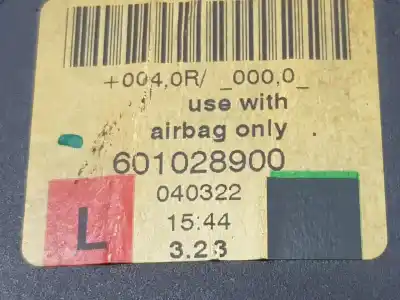 +004,0R/ _000,0_
use with
airbag only .
601028900
040322
15:44
L
3.23